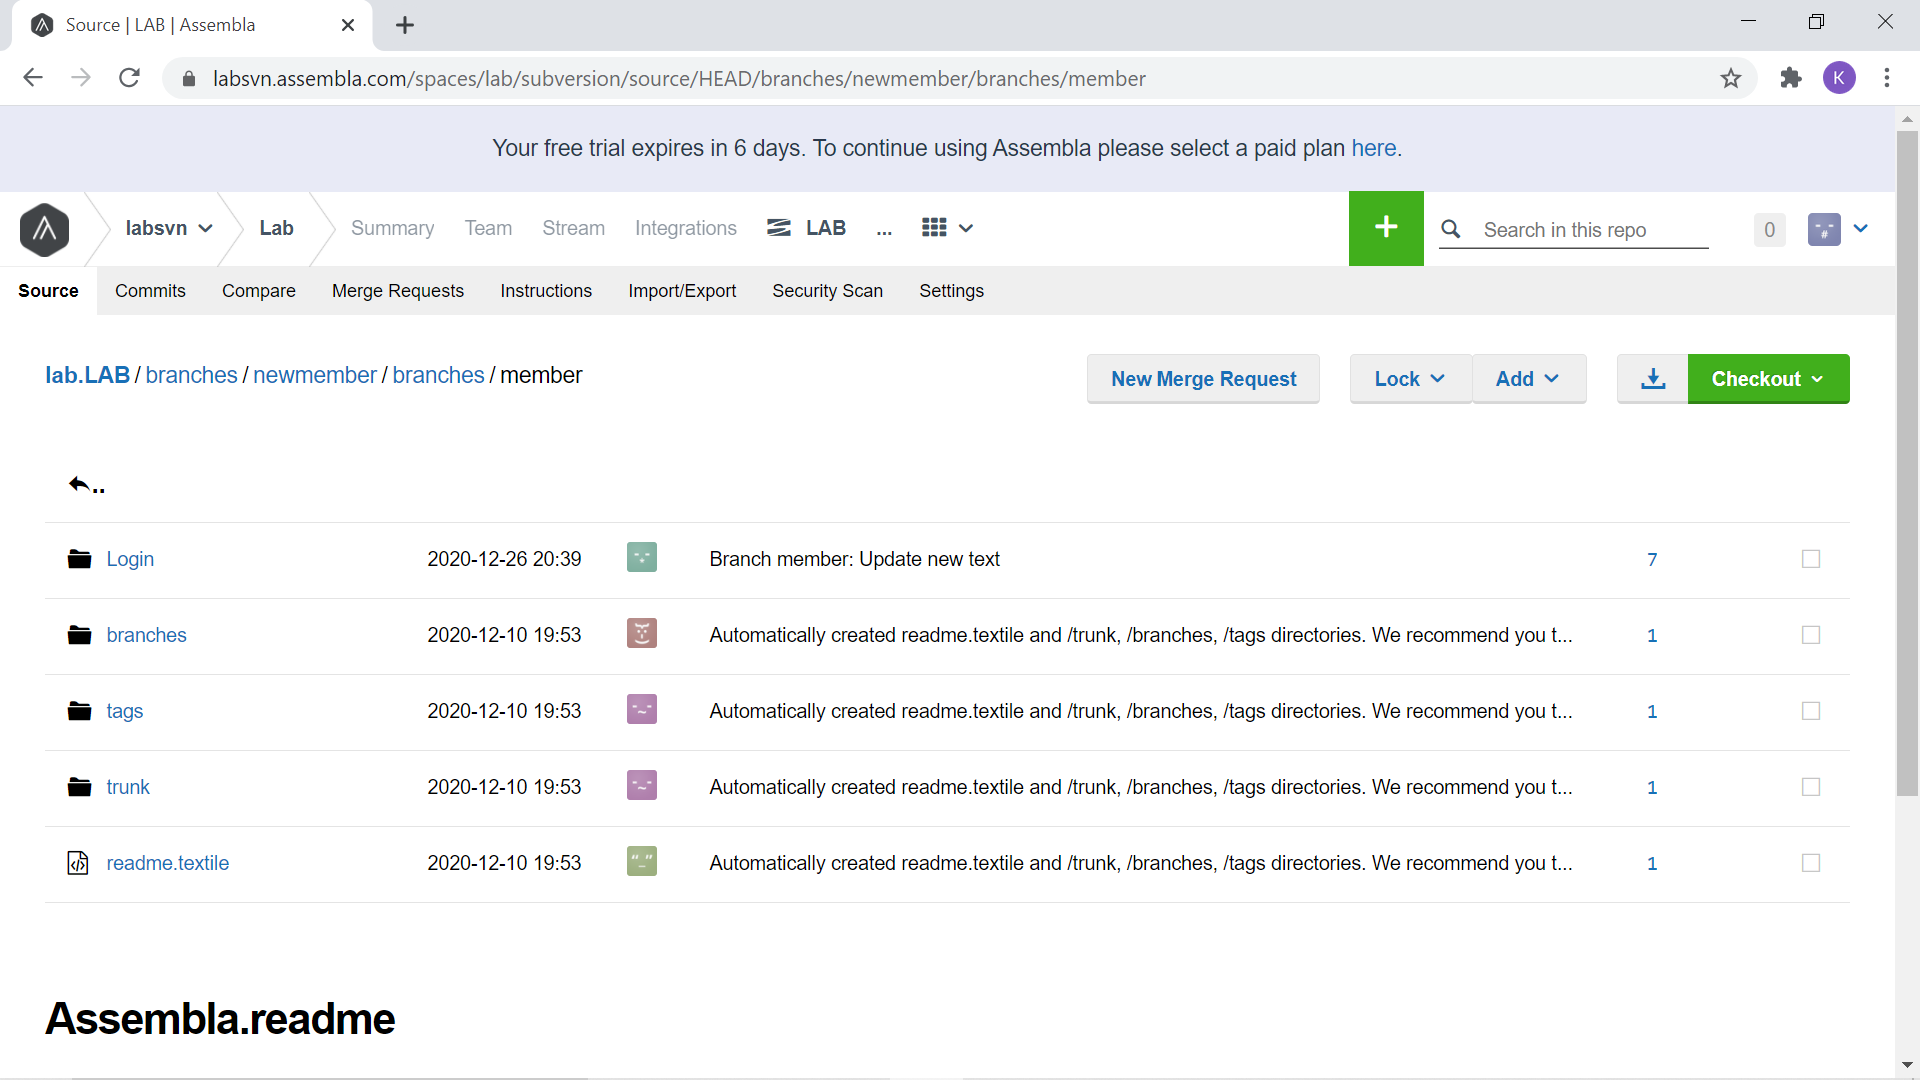 Source | LAB | Assembla
labsvn.assembla.com/spaces/lab/subversion/source/HEAD/branches/newmember/branches/member
K
Your free trial expires in 6 days. To continue using Assembla please select a paid plan here.
labsvn Lab Summary Team Stream Integrations LAB ... + Search in this repo 0
Source Commits Compare Merge Requests Instructions Import/Export Security Scan Settings
lab.LAB / branches / newmember / branches / member New Merge Request Lock Add Checkout
..
Login 2020-12-26 20:39 Branch member: Update new text 7
branches 2020-12-10 19:53 Automatically created readme.textile and /trunk, /branches, /tags directories. We recommend you t... 1
tags 2020-12-10 19:53 Automatically created readme.textile and /trunk, /branches, /tags directories. We recommend you t... 1
trunk 2020-12-10 19:53 Automatically created readme.textile and /trunk, /branches, /tags directories. We recommend you t... 1
readme.textile 2020-12-10 19:53 Automatically created readme.textile and /trunk, /branches, /tags directories. We recommend you t... 1
Assembla.readme